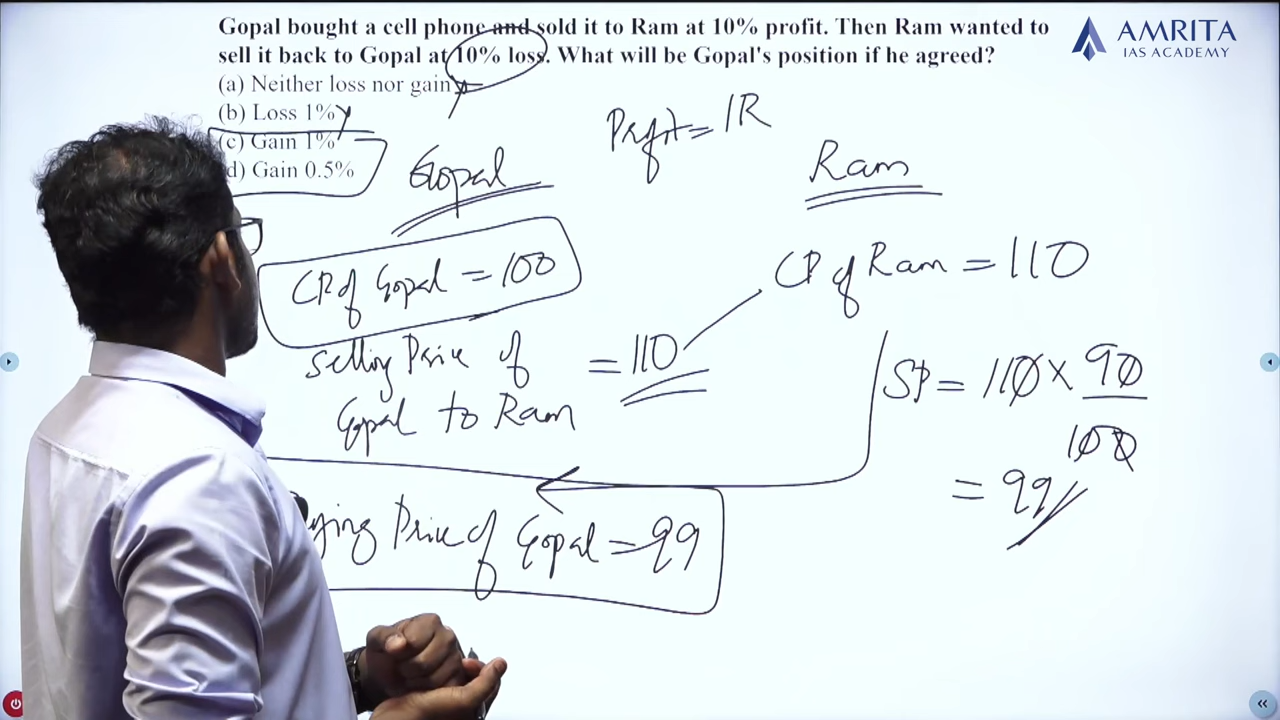 Gopal bought a cell phone and sold it to Ram at 10% profit. Then Ram wanted to
sell it back to Gopal at 10% loss. What will be Gopal's position if he agreed?
(a) Neither loss nor gain
(b) Loss 1%
(c) Gain 1%
d) Gain 0.5%
AMRITA
IAS ACADEMY
Profit = 1R
Gopal
Ram
CP of Gopal = 100
CP of Ram = 110
Selling Price of
Gopal to Ram
= 110
SP = 110 × 90
100
= 99
ying Price of Gopal = 99